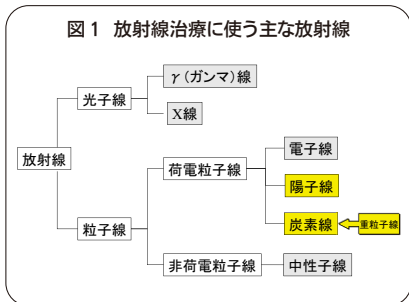 図1 放射線治療に使う主な放射線
γ(ガンマ)線
光子線
X線
放射線
電子線
荷電粒子線
陽子線
炭素線
重粒子線
粒子線
非荷電粒子線
中性子線